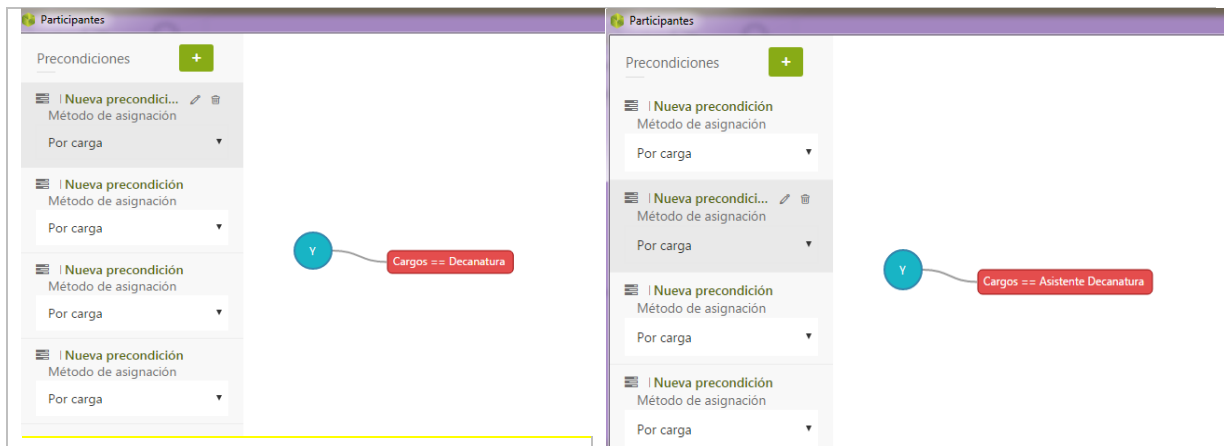 Participantes
Precondiciones
+
Nueva precondici...
Método de asignación
Por carga
Nueva precondición
Método de asignación
Por carga
Nueva precondición
Método de asignación
Por carga
Nueva precondición
Método de asignación
Por carga
Y
Cargos == Decanatura
Participantes
Precondiciones
+
Nueva precondición
Método de asignación
Por carga
Nueva precondici...
Método de asignación
Por carga
Nueva precondición
Método de asignación
Por carga
Nueva precondición
Método de asignación
Por carga
Y
Cargos == Asistente Decanatura